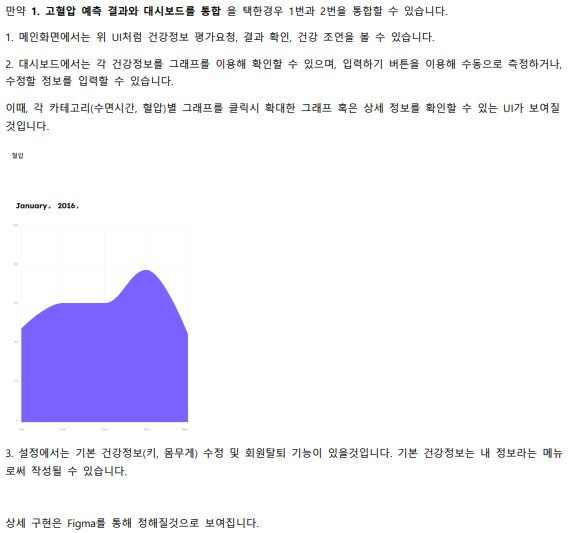 만약 1. 고혈압 예측 결과와 대시보드를 통합 을 택한경우 1번과 2번을 통합할 수 있습니다.
1. 메인화면에서는 위 UI처럼 건강정보 평가요청, 결과 확인, 건강 조언을 볼 수 있습니다.
2. 대시보드에서는 각 건강정보를 그래프를 이용해 확인할 수 있으며, 입력하기 버튼을 이용해 수동으로 측정하거나,
수정할 정보를 입력할 수 있습니다.
이때, 각 카테고리(수면시간, 혈압)별 그래프를 클릭시 확대한 그래프 혹은 상세 정보를 확인할 수 있는 UI가 보여질
것입니다.
혈압
January. 2016.
3. 설정에서는 기본 건강정보(키, 몸무게) 수정 및 회원탈퇴 기능이 있을것입니다. 기본 건강정보는 내 정보라는 메뉴
로써 작성될 수 있습니다.
상세 구현은 Figma를 통해 정해질것으로 보여집니다.